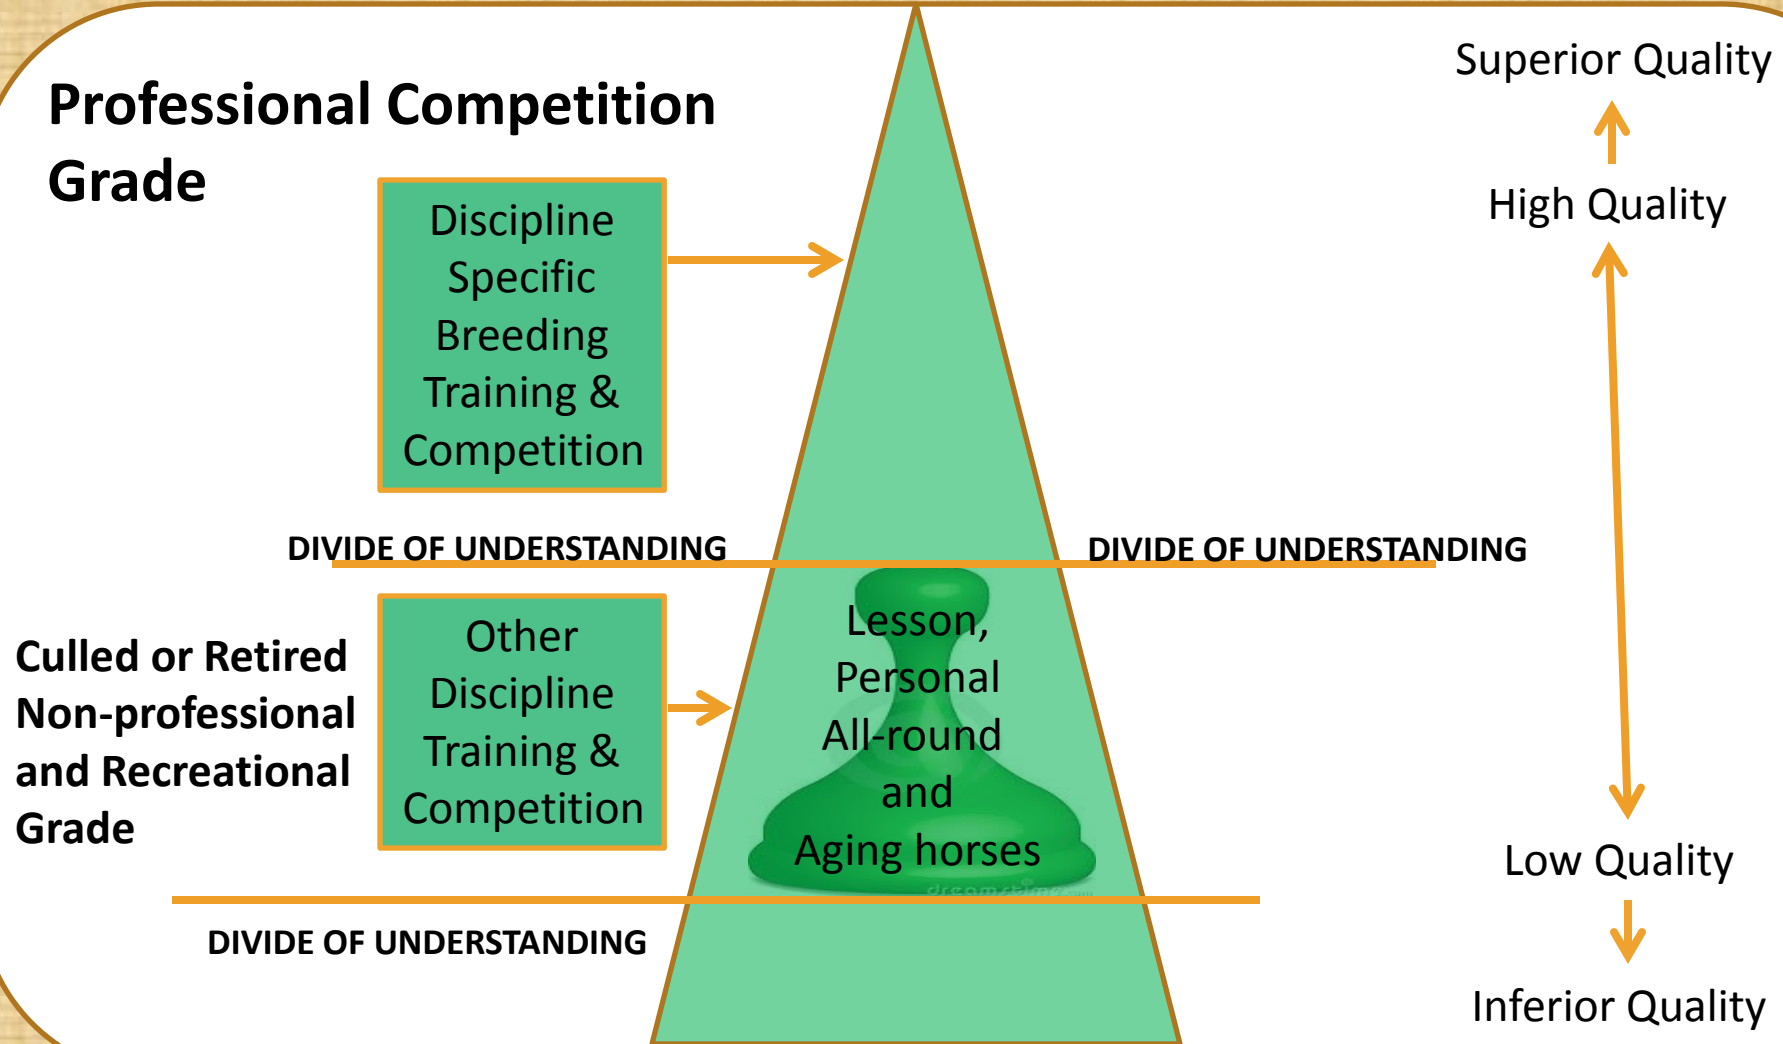 Professional Competition
Grade
Superior Quality
High Quality
Discipline
Specific
Breeding
Training &
Competition
DIVIDE OF UNDERSTANDING
DIVIDE OF UNDERSTANDING
Culled or Retired
Non-professional
and Recreational
Grade
Other
Discipline
Training &
Competition
Lesson,
Personal
All-round
and
Aging horses
dreamstime.com
Low Quality
DIVIDE OF UNDERSTANDING
Inferior Quality